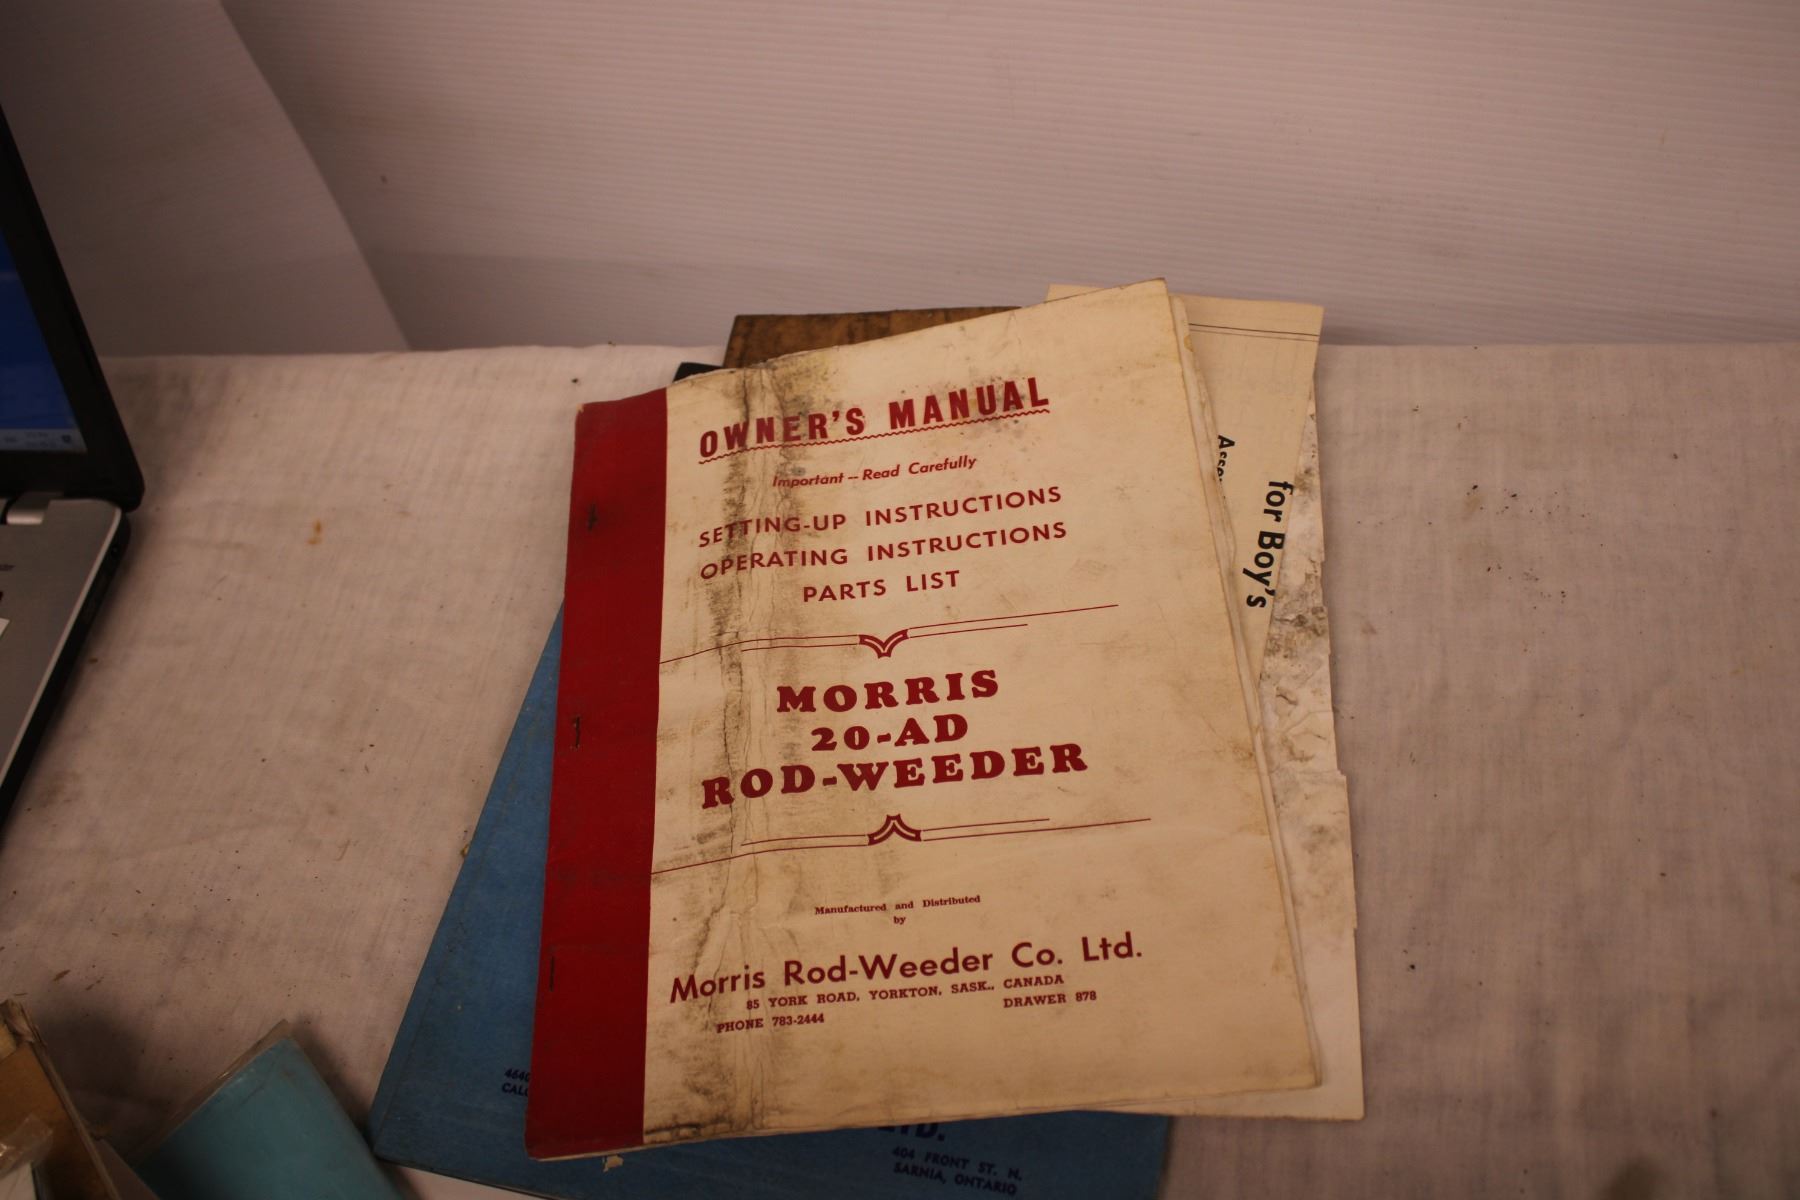 OWNER'S MANUAL
Important -- Read Carefully
SETTING-UP INSTRUCTIONS
OPERATING INSTRUCTIONS
PARTS LIST
MORRIS
20-AD
ROD-WEEDER
Manufactured and Distributed
by
Morris Rod-Weeder Co. Ltd.
85 YORK ROAD, YORKTON, SASK., CANADA
PHONE 783-2444
DRAWER 878
for Boy's
LTD.
404 FRONT ST. N.
SARNIA, ONTARIO